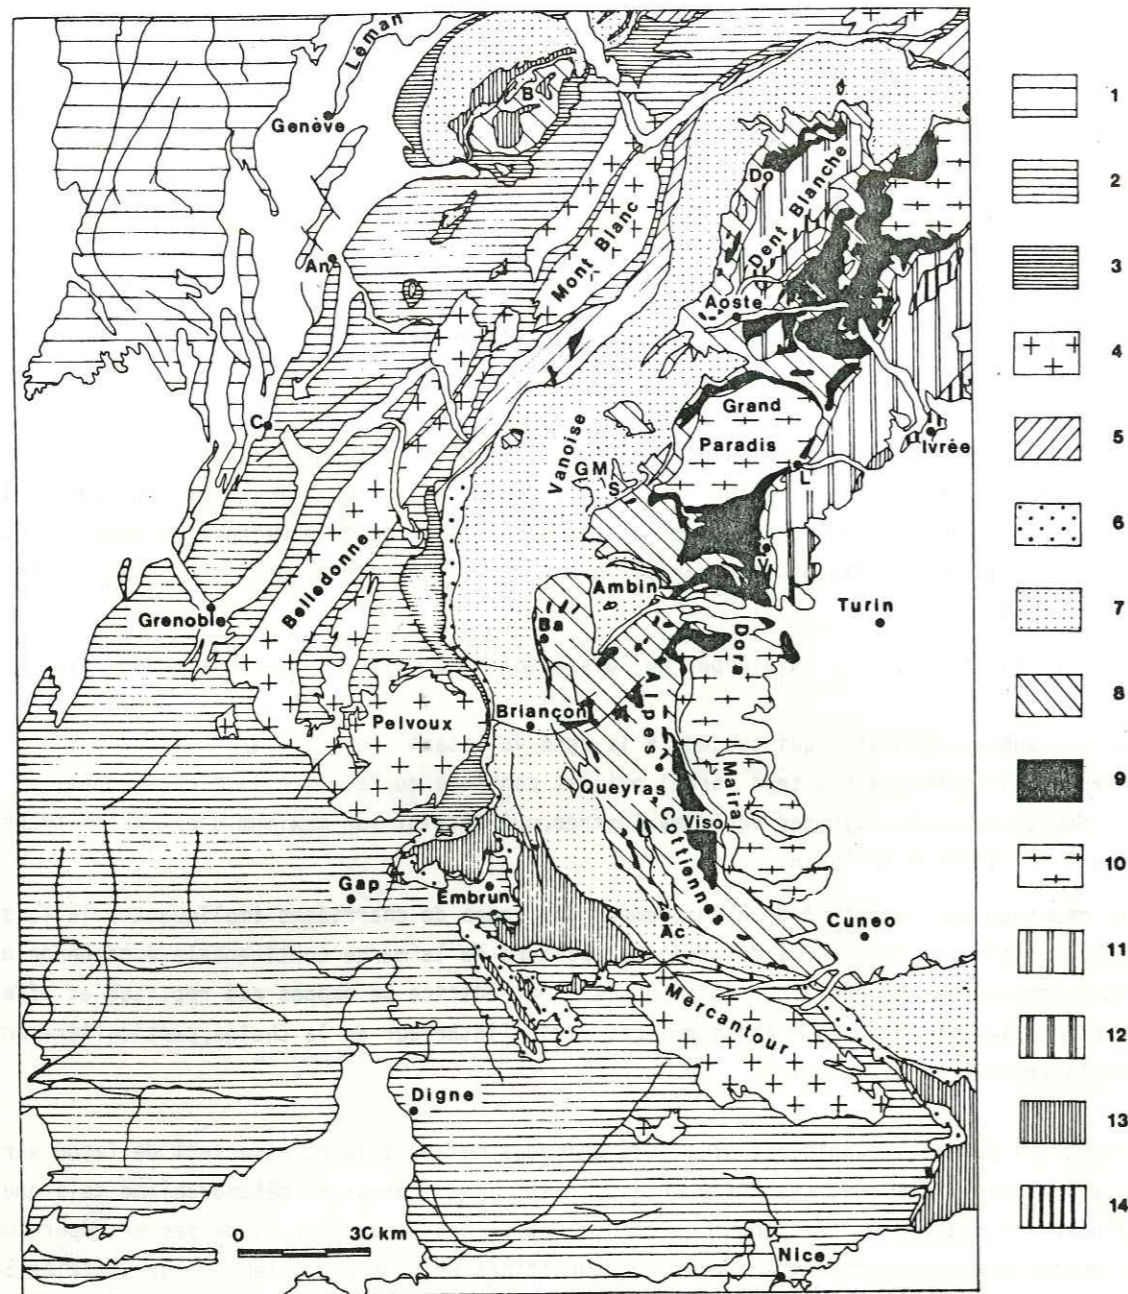 Léman
Genève
B
1
2
3
4
5
6
7
8
9
10
11
12
13
14
Do
Dent Blanche
An
Mont Blanc
Aoste
C
Grand
Paradis
Ivrée
Vanoise
GM
S
L
V
Belledonne
Ambin
Grenoble
Ba
Turin
Dora
Maira
Pelvoux
Briançon
Alpes Cottiennes
Queyras
Viso
Gap
Embrun
Ac
Cuneo
Mercantour
Digne
0 30 km
Nice